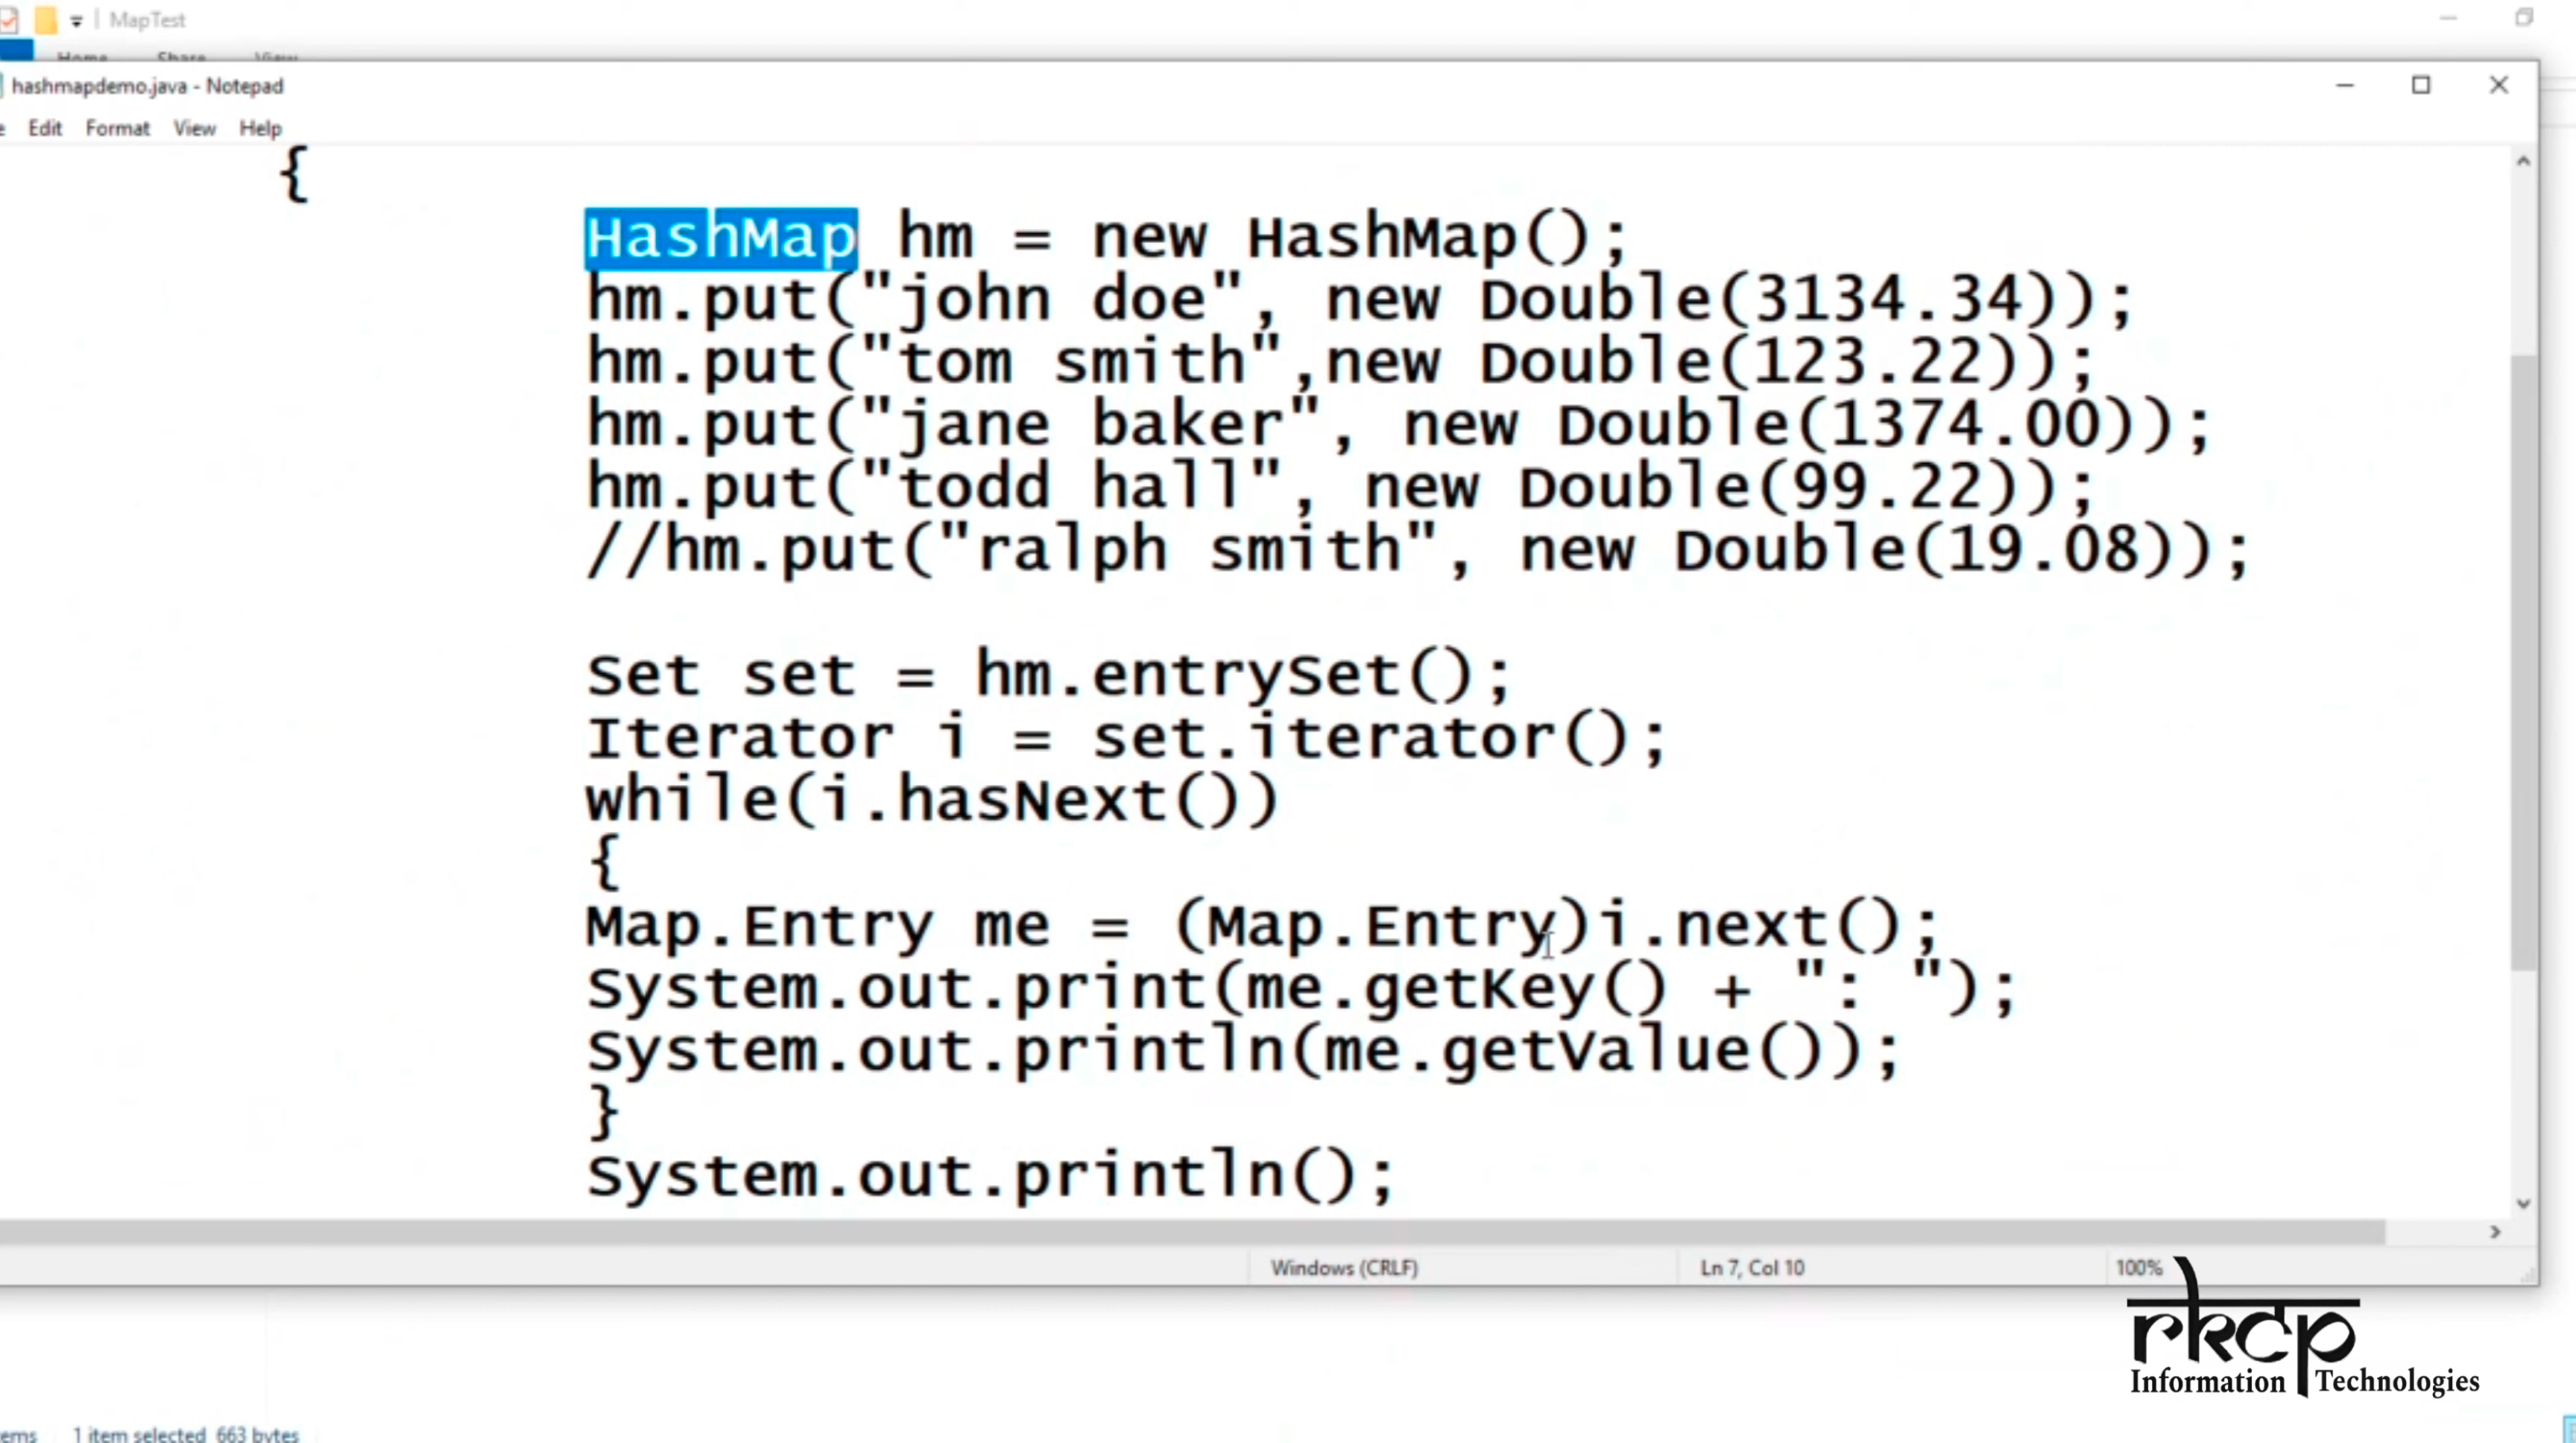 MapTest
Home Share View
hashmapdemo.java - Notepad
Edit Format View Help
{
HashMap hm = new HashMap();
hm.put("john doe", new Double(3134.34));
hm.put("tom smith",new Double(123.22));
hm.put("jane baker", new Double(1374.00));
hm.put("todd hall", new Double(99.22));
//hm.put("ralph smith", new Double(19.08));
Set set = hm.entrySet();
Iterator i = set.iterator();
while(i.hasNext())
{
Map.Entry me = (Map.Entry)i.next();
System.out.print(me.getKey() + ": ");
System.out.println(me.getValue());
}
System.out.println();
Windows (CRLF) Ln 7, Col 10 100%
rkcp
Information Technologies
1 item selected 663 bytes